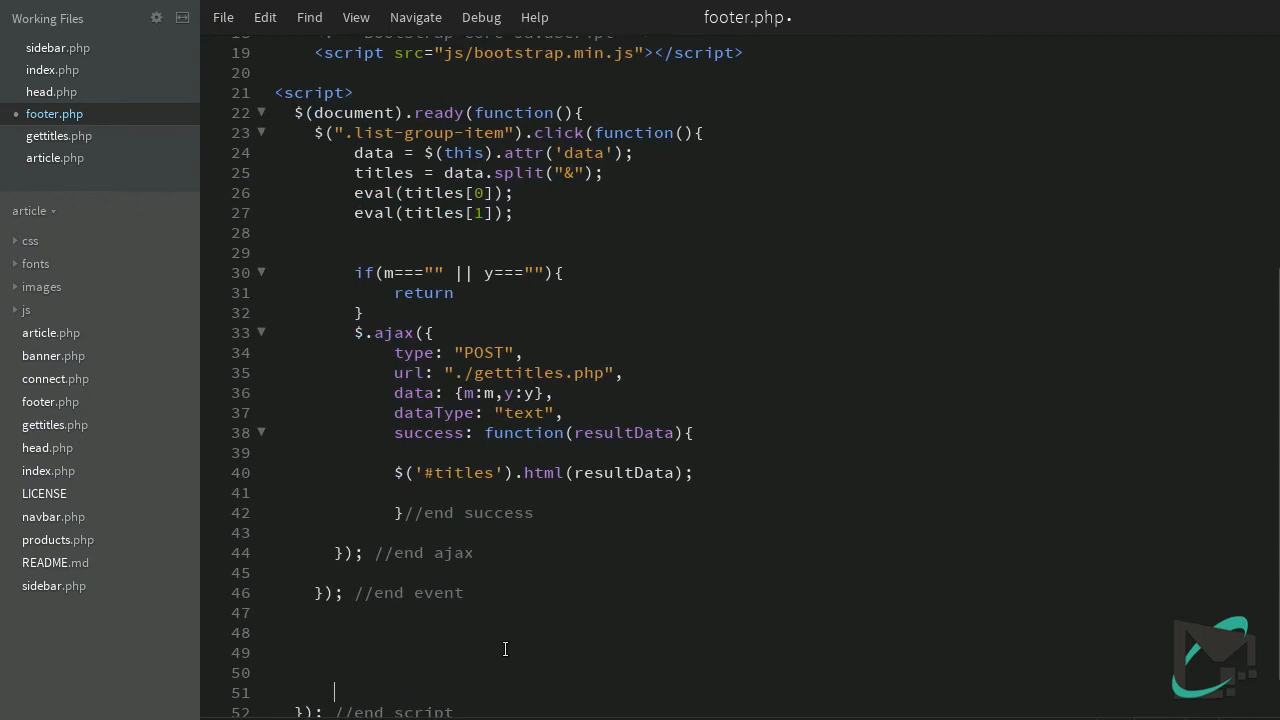 Working Files
File Edit Find View Navigate Debug Help
footer.php •
sidebar.php
index.php
head.php
footer.php
gettitles.php
article.php
article
css
fonts
images
js
article.php
banner.php
connect.php
footer.php
gettitles.php
head.php
index.php
LICENSE
navbar.php
products.php
README.md
sidebar.php
19 <script src="js/bootstrap.min.js"></script>
20
21 <script>
22 $(document).ready(function(){
23 $(".list-group-item").click(function(){
24 data = $(this).attr('data');
25 titles = data.split("&");
26 eval(titles[0]);
27 eval(titles[1]);
28
29
30 if(m==="" || y===""){
31 return
32 }
33 $.ajax({
34 type: "POST",
35 url: "./gettitles.php",
36 data: {m:m,y:y},
37 dataType: "text",
38 success: function(resultData){
39
40 $('#titles').html(resultData);
41
42 }//end success
43
44 }); //end ajax
45
46 }); //end event
47
48
49
50
51
52 }); //end script